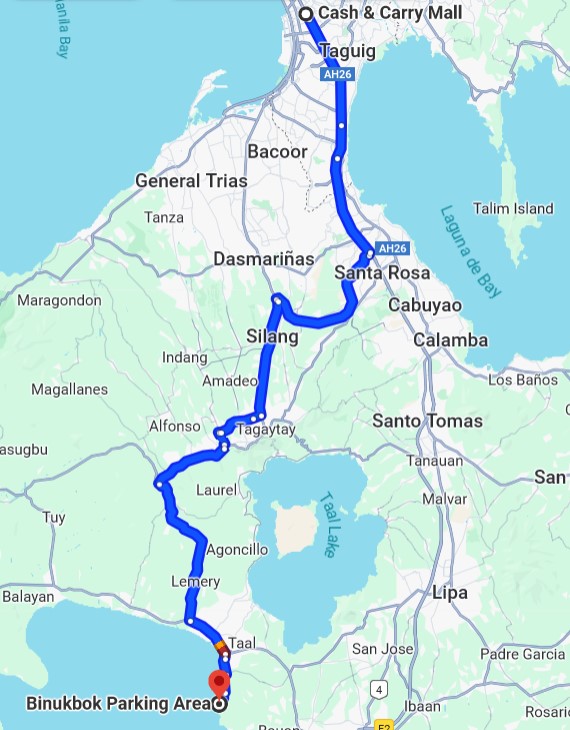 Manila Bay
Cash & Carry Mall
Taguig
AH26
Bacoor
General Trias
Tanza
Talim Island
Laguna de Bay
Dasmariñas
AH26
Santa Rosa
Maragondon
Cabuyao
Silang
Calamba
Indang
Amadeo
Los Baños
Magallanes
Alfonso
Tagaytay
Santo Tomas
asugbu
Tanauan
San
Laurel
Malvar
Taal Lake
Tuy
Agoncillo
Lemery
Balayan
Lipa
Taal
San Jose
Padre Garcia
4
Binukbok Parking Area
Ibaan
Rosario
E2